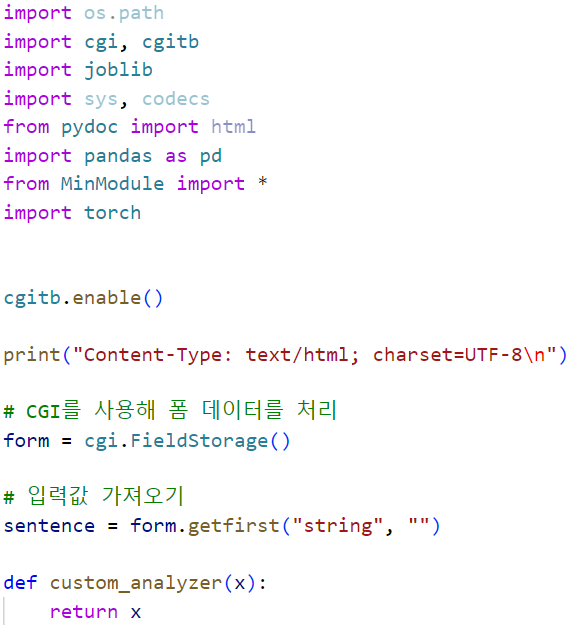 import os.path
import cgi, cgitb
import joblib
import sys, codecs
from pydoc import html
import pandas as pd
from MinModule import *
import torch
cgitb.enable()
print("Content-Type: text/html; charset=UTF-8\n")
# CGI를 사용해 폼 데이터를 처리
form = cgi.FieldStorage()
# 입력값 가져오기
sentence = form.getfirst("string", "")
def custom_analyzer(x):
    return x